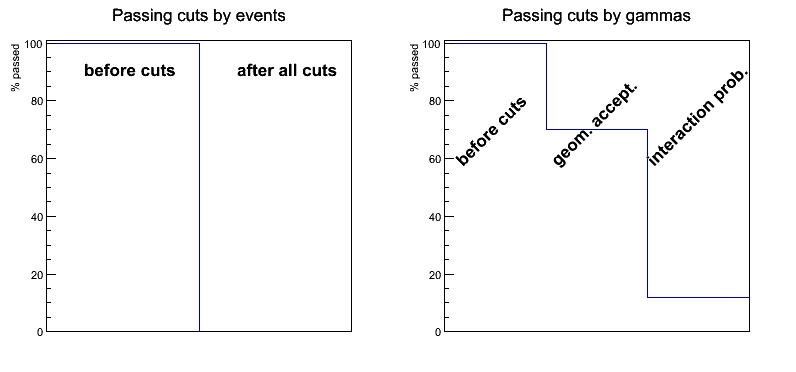 Passing cuts by events
% passed
100
80
60
40
20
0
before cuts
after all cuts
Passing cuts by gammas
% passed
100
80
60
40
20
0
before cuts
geom. accept.
interaction prob.